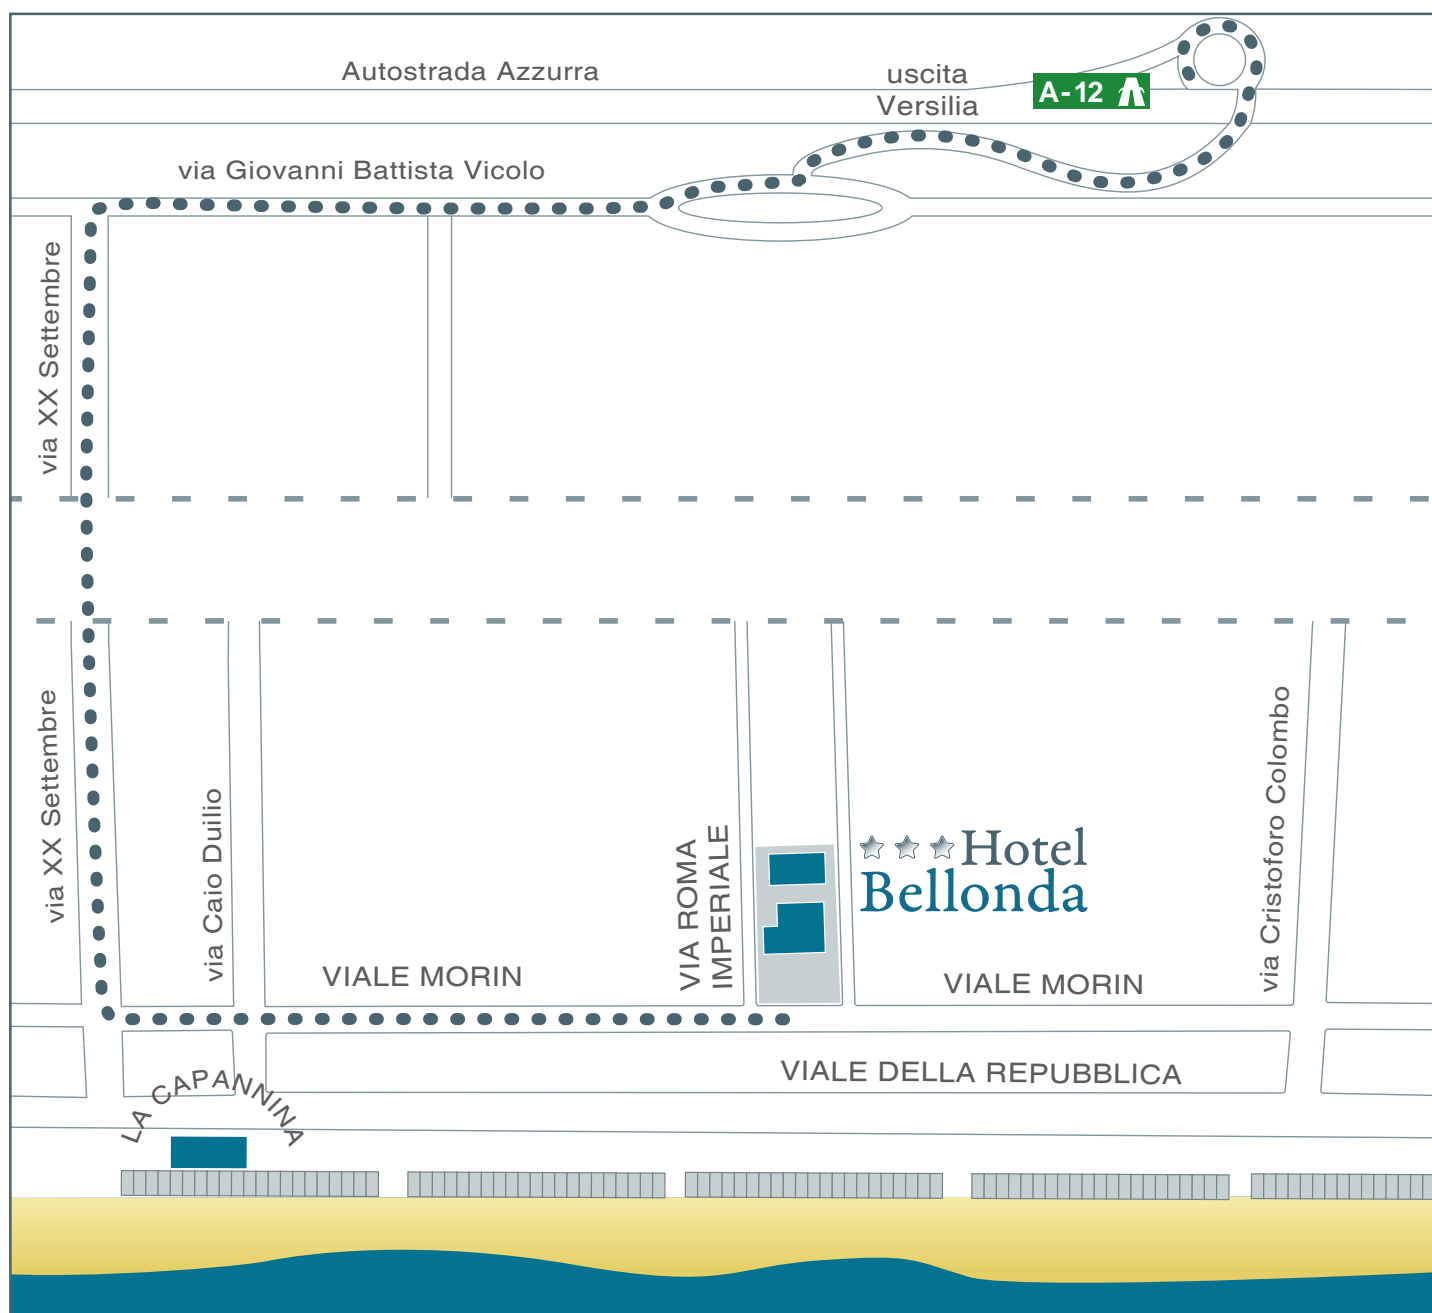 Autostrada Azzurra
uscita
Versilia
A-12
via Giovanni Battista Vicolo
via XX Settembre
via XX Settembre
via Caio Duilio
VIA ROMA
IMPERIALE
Hotel
Bellonda
via Cristoforo Colombo
VIALE MORIN
VIALE MORIN
VIALE DELLA REPUBBLICA
LA CAPANNINA